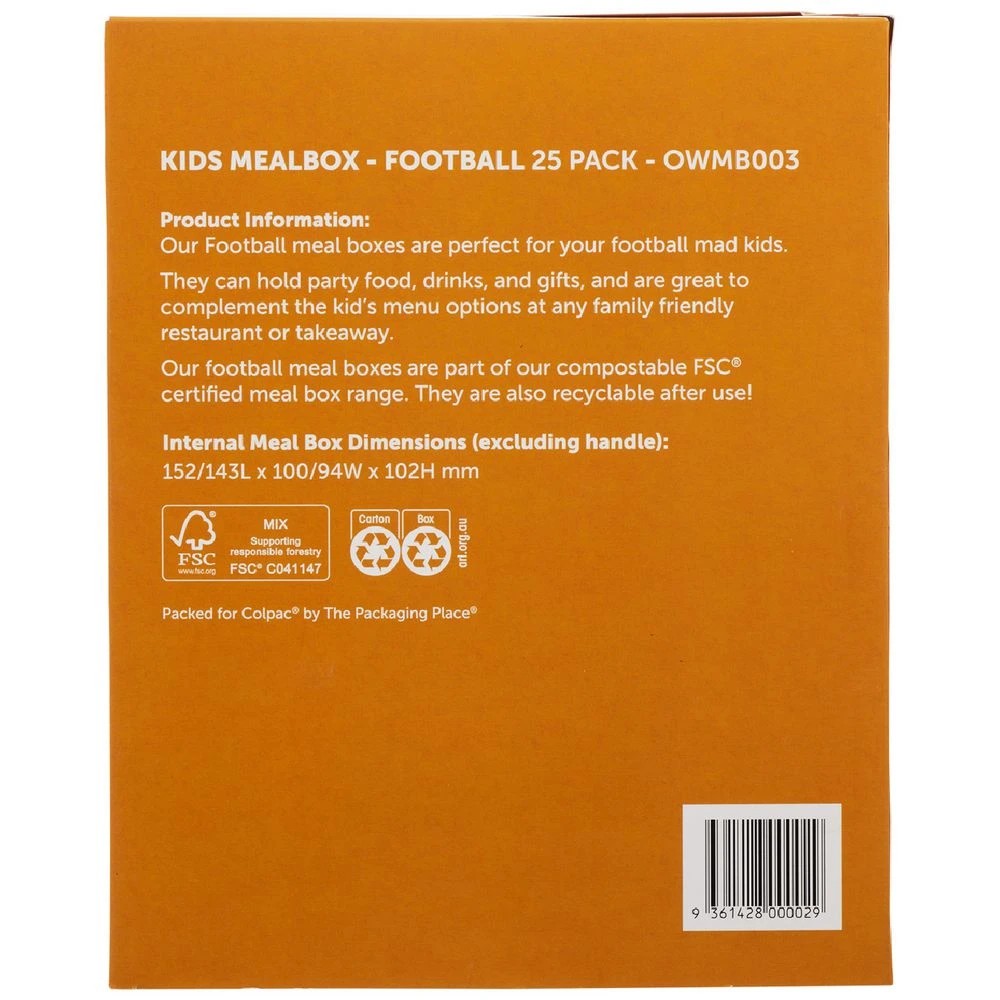 KIDS MEALBOX - FOOTBALL 25 PACK - OWMB003
Product Information:
Our Football meal boxes are perfect for your football mad kids.
They can hold party food, drinks, and gifts, and are great to
complement the kid's menu options at any family friendly
restaurant or takeaway.
Our football meal boxes are part of our compostable FSC®
certified meal box range. They are also recyclable after use!
Internal Meal Box Dimensions (excluding handle):
152/143L x 100/94W x 102H mm
FSC
www.fsc.org
MIX
Supporting
responsible forestry
FSC® C041147
Carton
Box
arl.org.au
Packed for Colpac® by The Packaging Place®
9 361428 000029